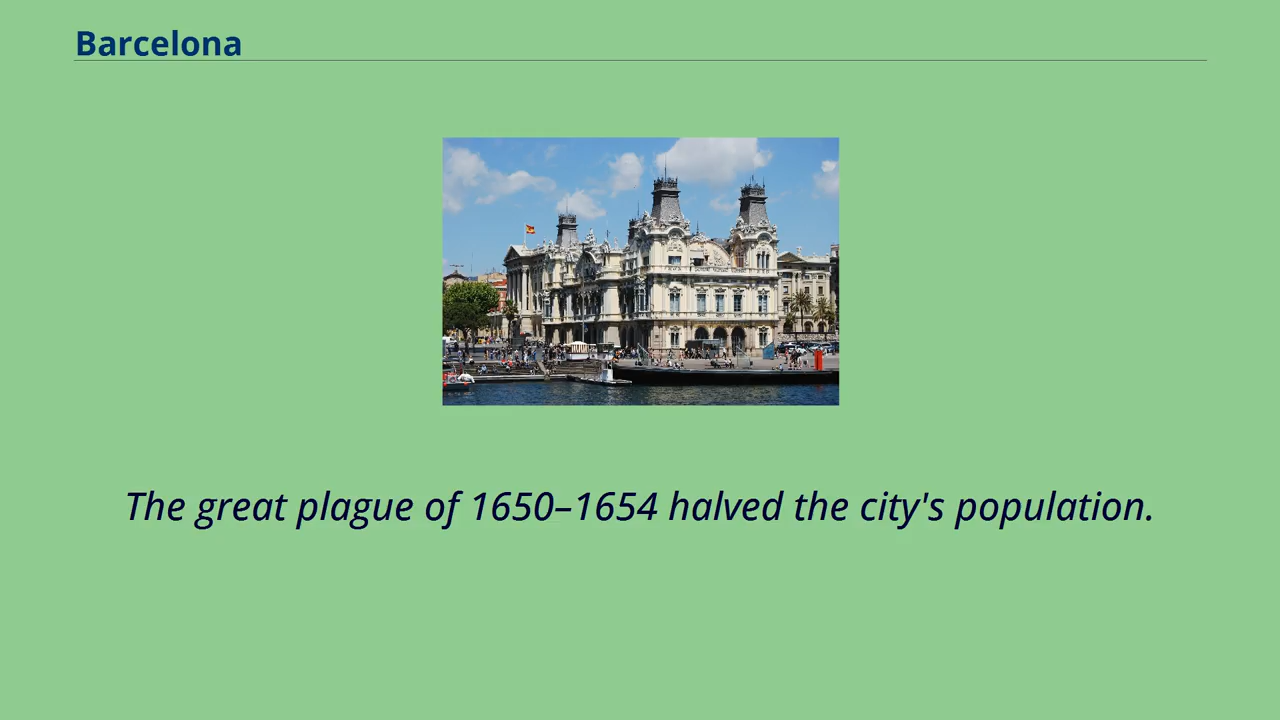 Barcelona
The great plague of 1650–1654 halved the city's population.